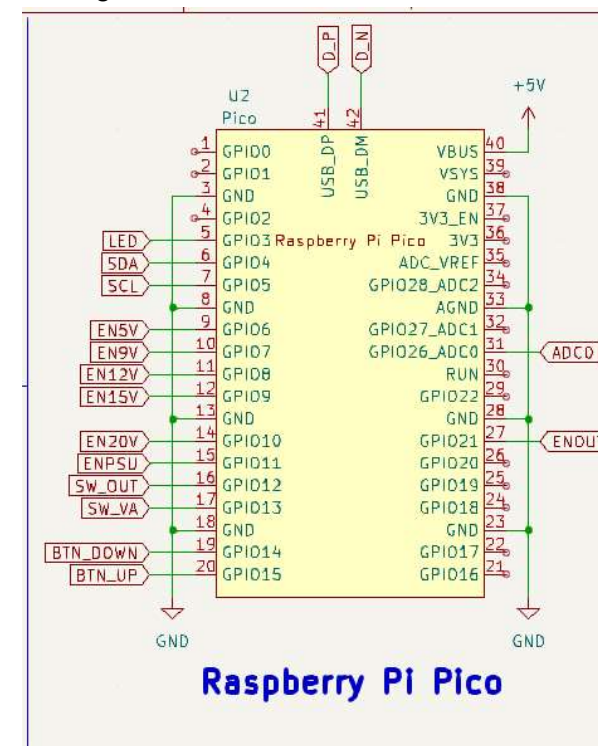 D_P D_N
+5V
U2
Pico
41 42
USB_DP USB_DM
1 GPIO0 VBUS 40
2 GPIO1 VSYS 39
3 GND GND 38
4 GPIO2 3V3_EN 37
LED 5 GPIO3 Raspberry Pi Pico 3V3 36
SDA 6 GPIO4 ADC_VREF 35
SCL 7 GPIO5 GPIO28_ADC2 34
8 GND AGND 33
EN5V 9 GPIO6 GPIO27_ADC1 32
EN9V 10 GPIO7 GPIO26_ADC0 31 ADC0
EN12V 11 GPIO8 RUN 30
EN15V 12 GPIO9 GPIO22 29
13 GND GND 28
EN20V 14 GPIO10 GPIO21 27 ENOU
ENPSU 15 GPIO11 GPIO20 26
SW_OUT 16 GPIO12 GPIO19 25
SW_VA 17 GPIO13 GPIO18 24
18 GND GND 23
BTN_DOWN 19 GPIO14 GPIO17 22
BTN_UP 20 GPIO15 GPIO16 21
GND GND
Raspberry Pi Pico